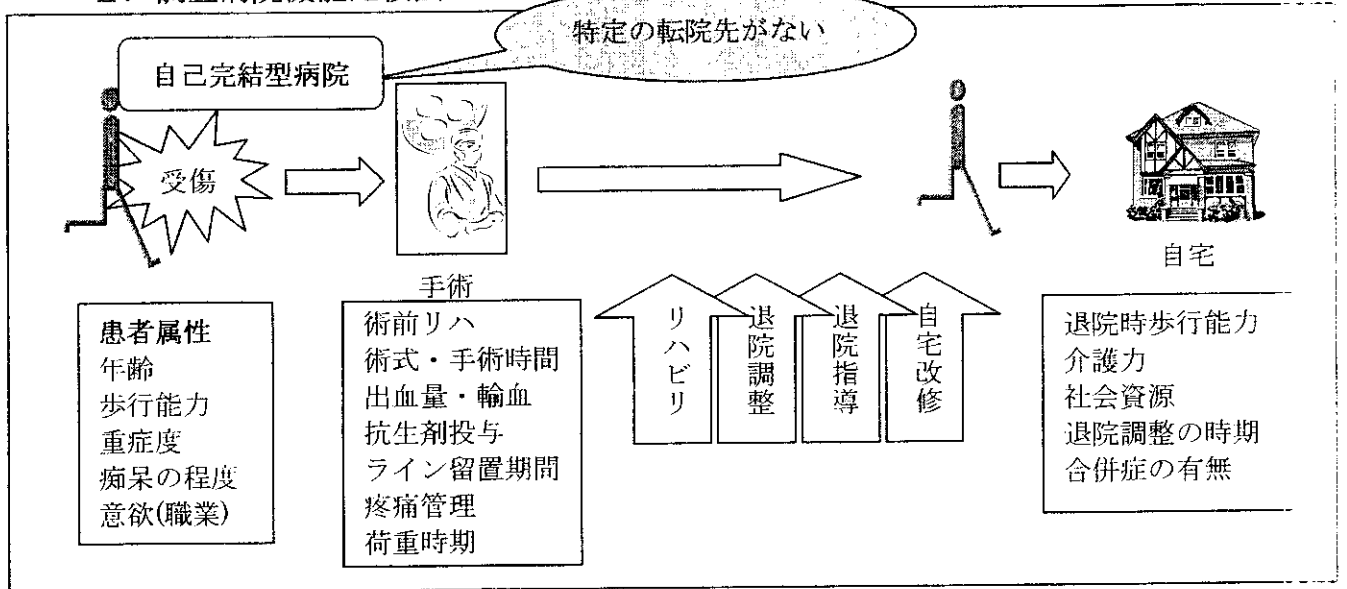 特定の転院先がない
自己完結型病院
受傷
手術
自宅
患者属性
年齢
歩行能力
重症度
痴呆の程度
意欲(職業)
術前リハ
術式・手術時間
出血量・輸血
抗生剤投与
ライン留置期間
疼痛管理
荷重時期
リハビリ
退院調整
退院指導
自宅改修
退院時歩行能力
介護力
社会資源
退院調整の時期
合併症の有無